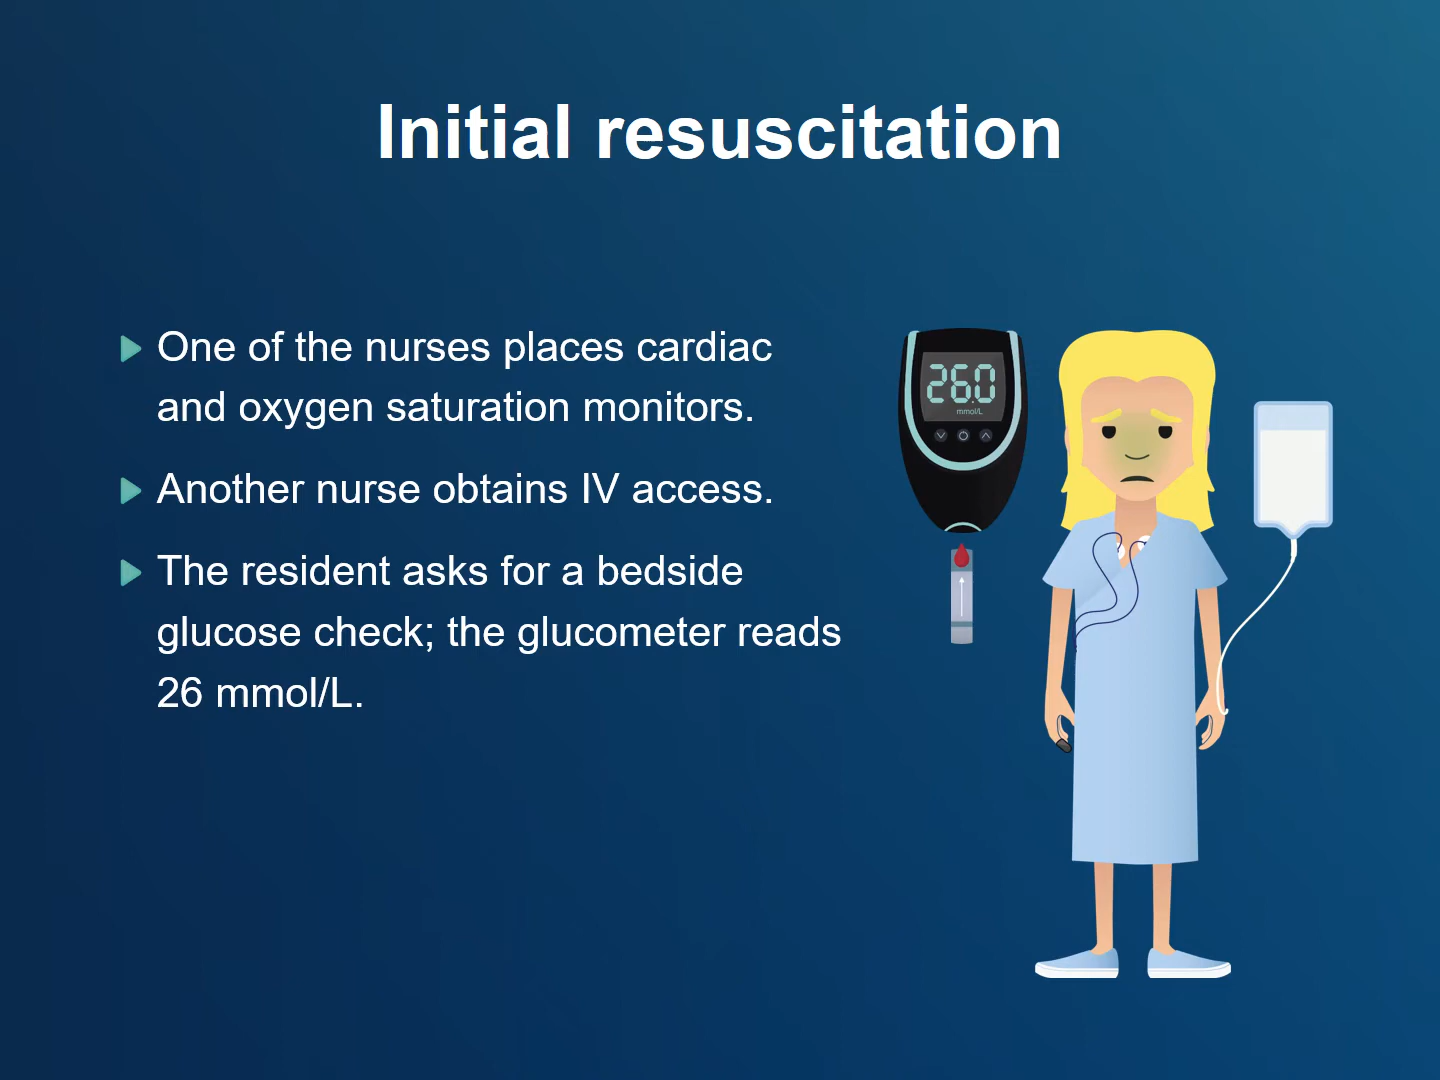 Initial resuscitation
One of the nurses places cardiac
and oxygen saturation monitors.
Another nurse obtains IV access.
The resident asks for a bedside
glucose check; the glucometer reads
26 mmol/L.
26.0
mmol/L